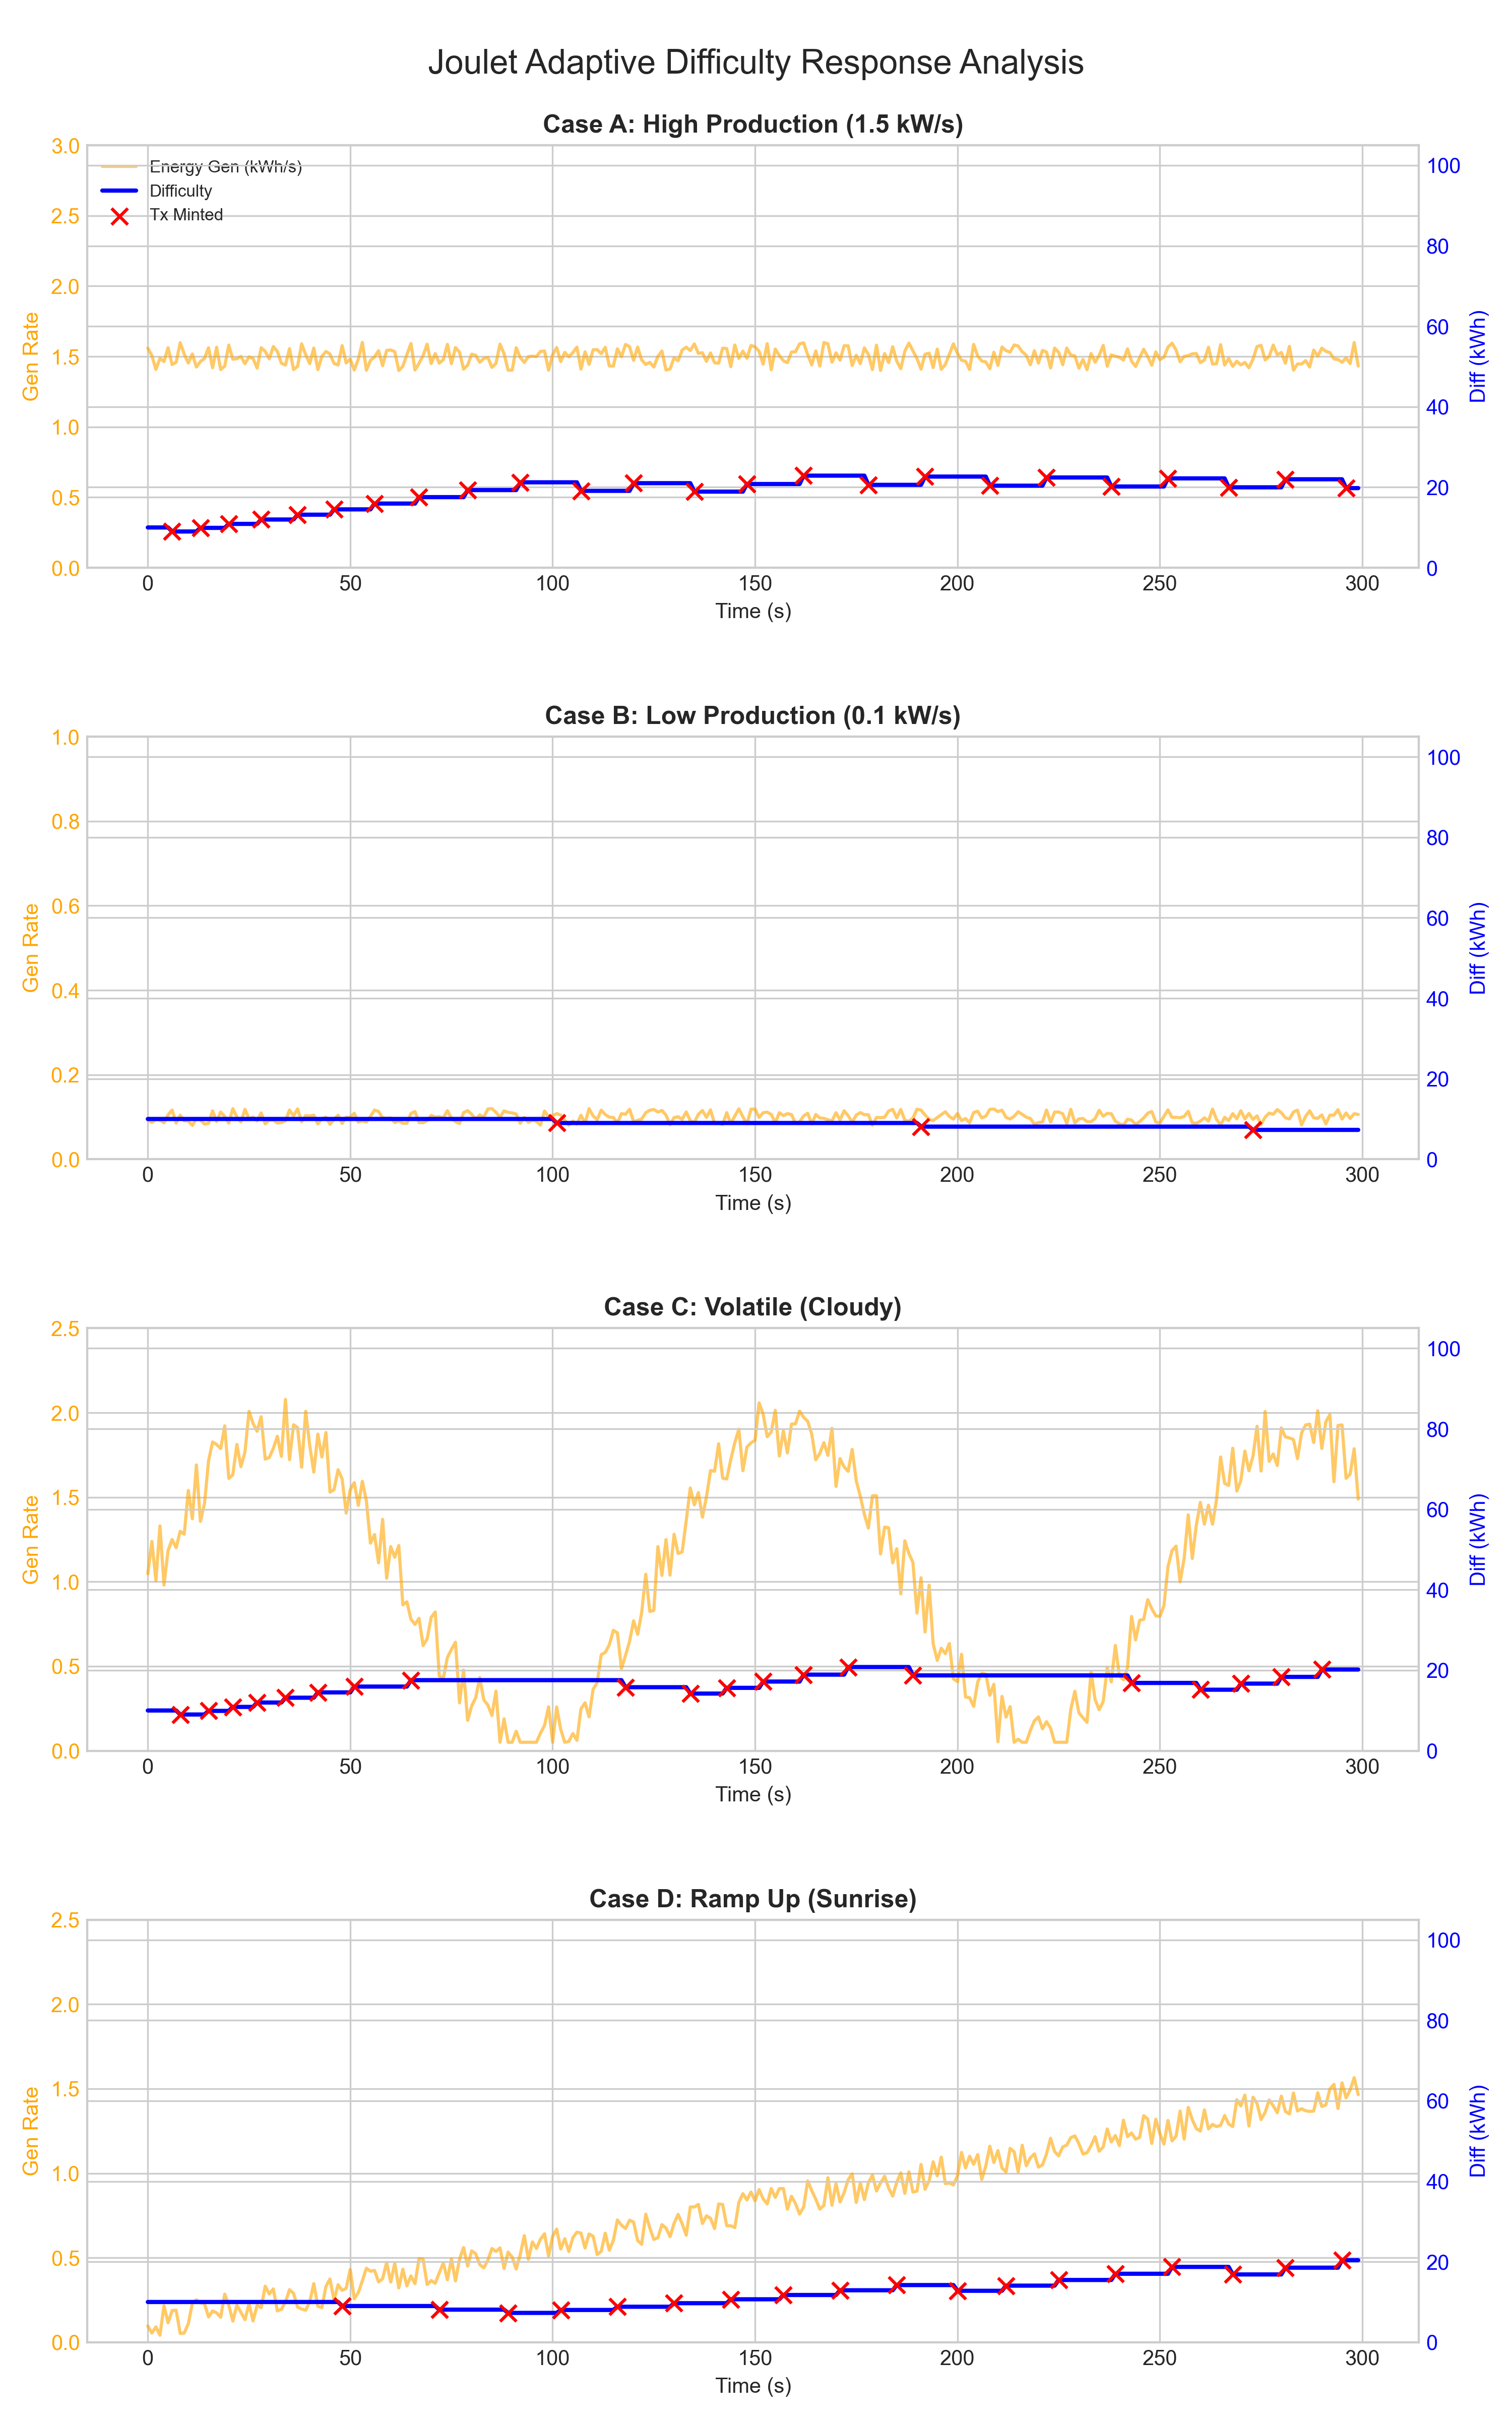 Joulet Adaptive Difficulty Response Analysis
Case A: High Production (1.5 kW/s)
3.0
2.5
2.0
1.5
1.0
0.5
0.0
Gen Rate
Energy Gen (kWh/s)
Difficulty
Tx Minted
100
80
60
40
20
0
Diff (kWh)
0 50 100 150 200 250 300
Time (s)
Case B: Low Production (0.1 kW/s)
1.0
0.8
0.6
0.4
0.2
0.0
Gen Rate
100
80
60
40
20
0
Diff (kWh)
0 50 100 150 200 250 300
Time (s)
Case C: Volatile (Cloudy)
2.5
2.0
1.5
1.0
0.5
0.0
Gen Rate
100
80
60
40
20
0
Diff (kWh)
0 50 100 150 200 250 300
Time (s)
Case D: Ramp Up (Sunrise)
2.5
2.0
1.5
1.0
0.5
0.0
Gen Rate
100
80
60
40
20
0
Diff (kWh)
0 50 100 150 200 250 300
Time (s)